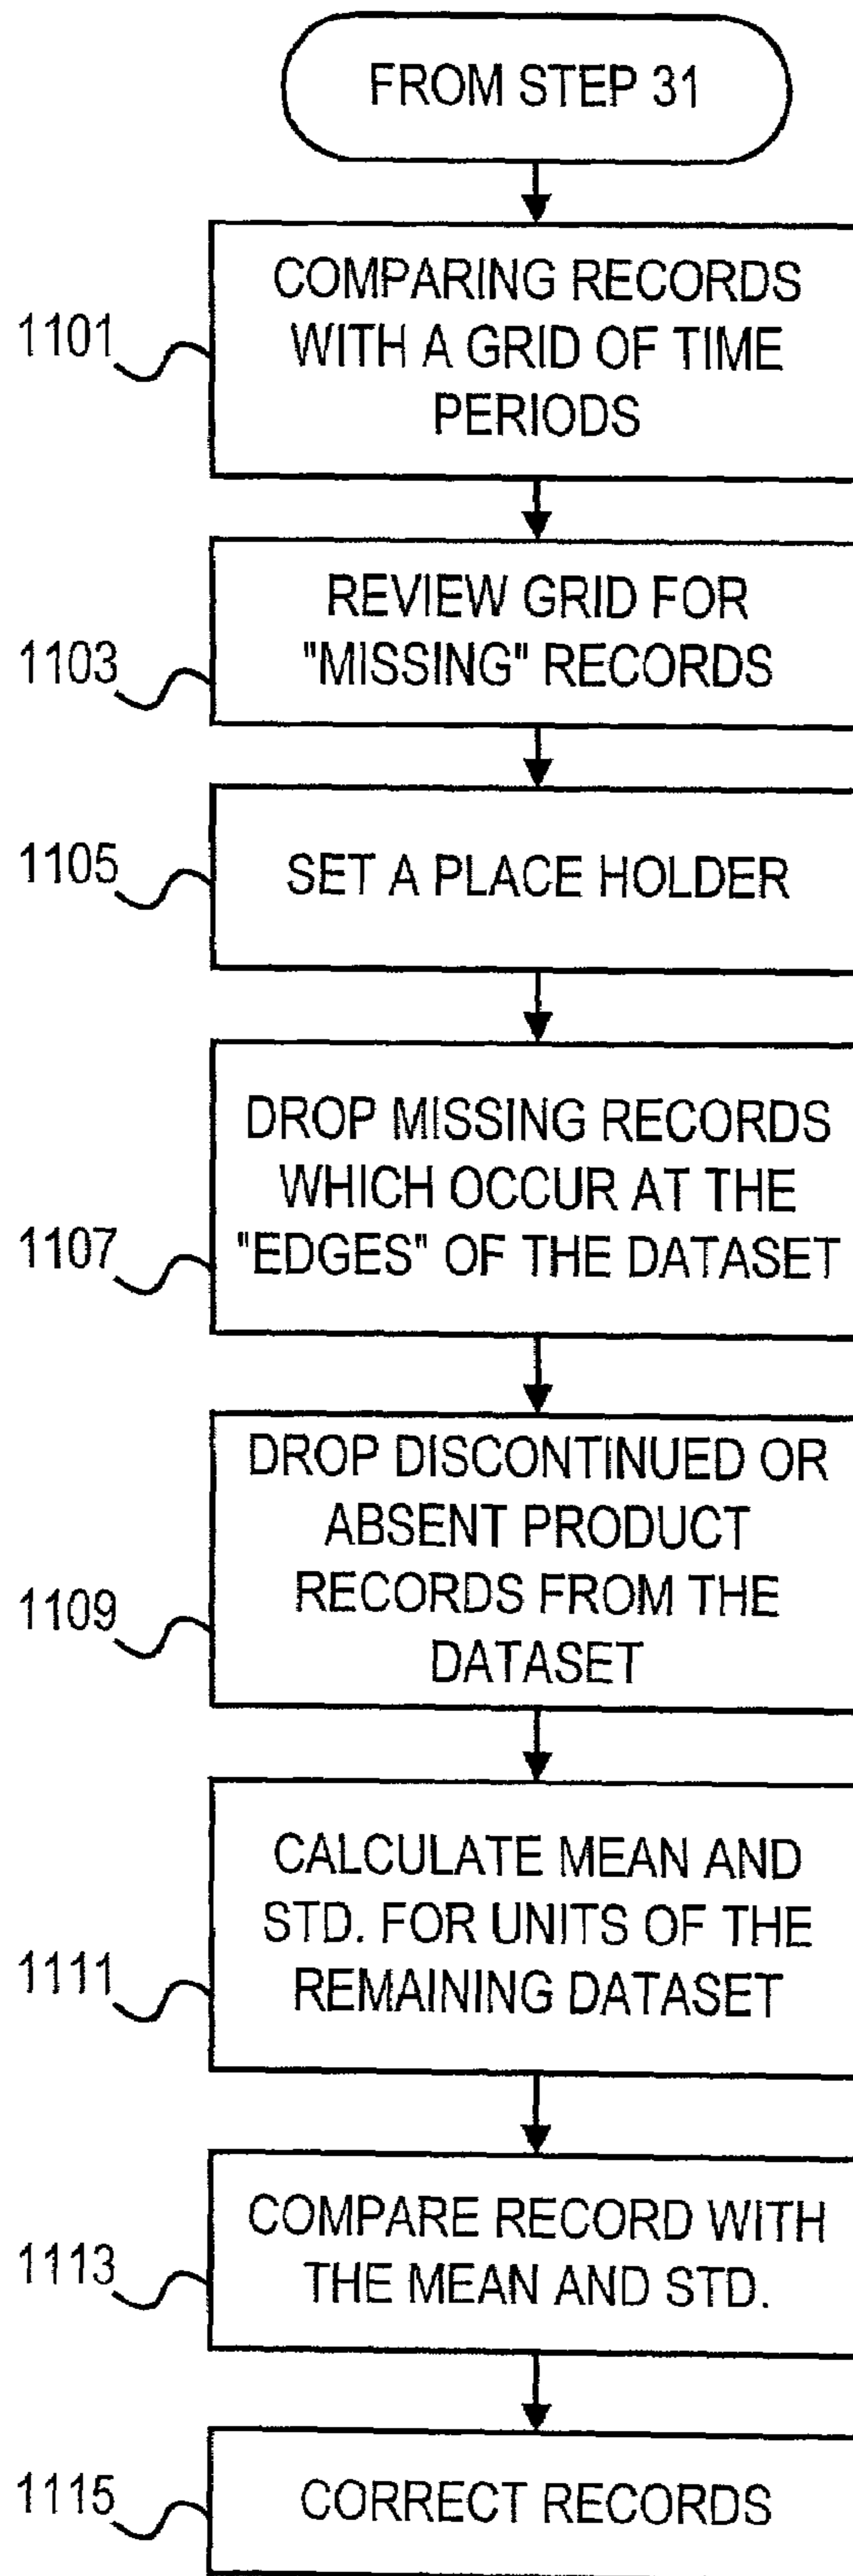 FROM STEP 31
1101
COMPARING RECORDS
WITH A GRID OF TIME
PERIODS
1103
REVIEW GRID FOR
"MISSING" RECORDS
1105
SET A PLACE HOLDER
1107
DROP MISSING RECORDS
WHICH OCCUR AT THE
"EDGES" OF THE DATASET
1109
DROP DISCONTINUED OR
ABSENT PRODUCT
RECORDS FROM THE
DATASET
1111
CALCULATE MEAN AND
STD. FOR UNITS OF THE
REMAINING DATASET
1113
COMPARE RECORD WITH
THE MEAN AND STD.
1115
CORRECT RECORDS